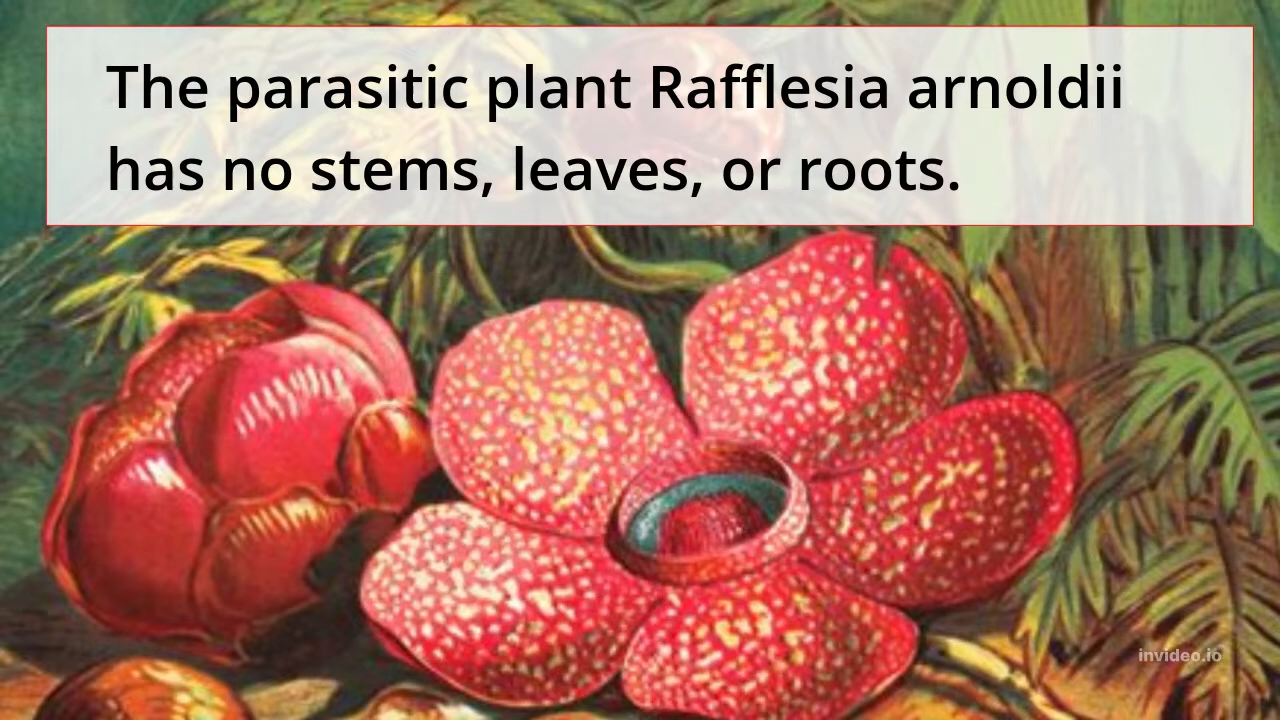 The parasitic plant Rafflesia arnoldii
has no stems, leaves, or roots.
invideo.io